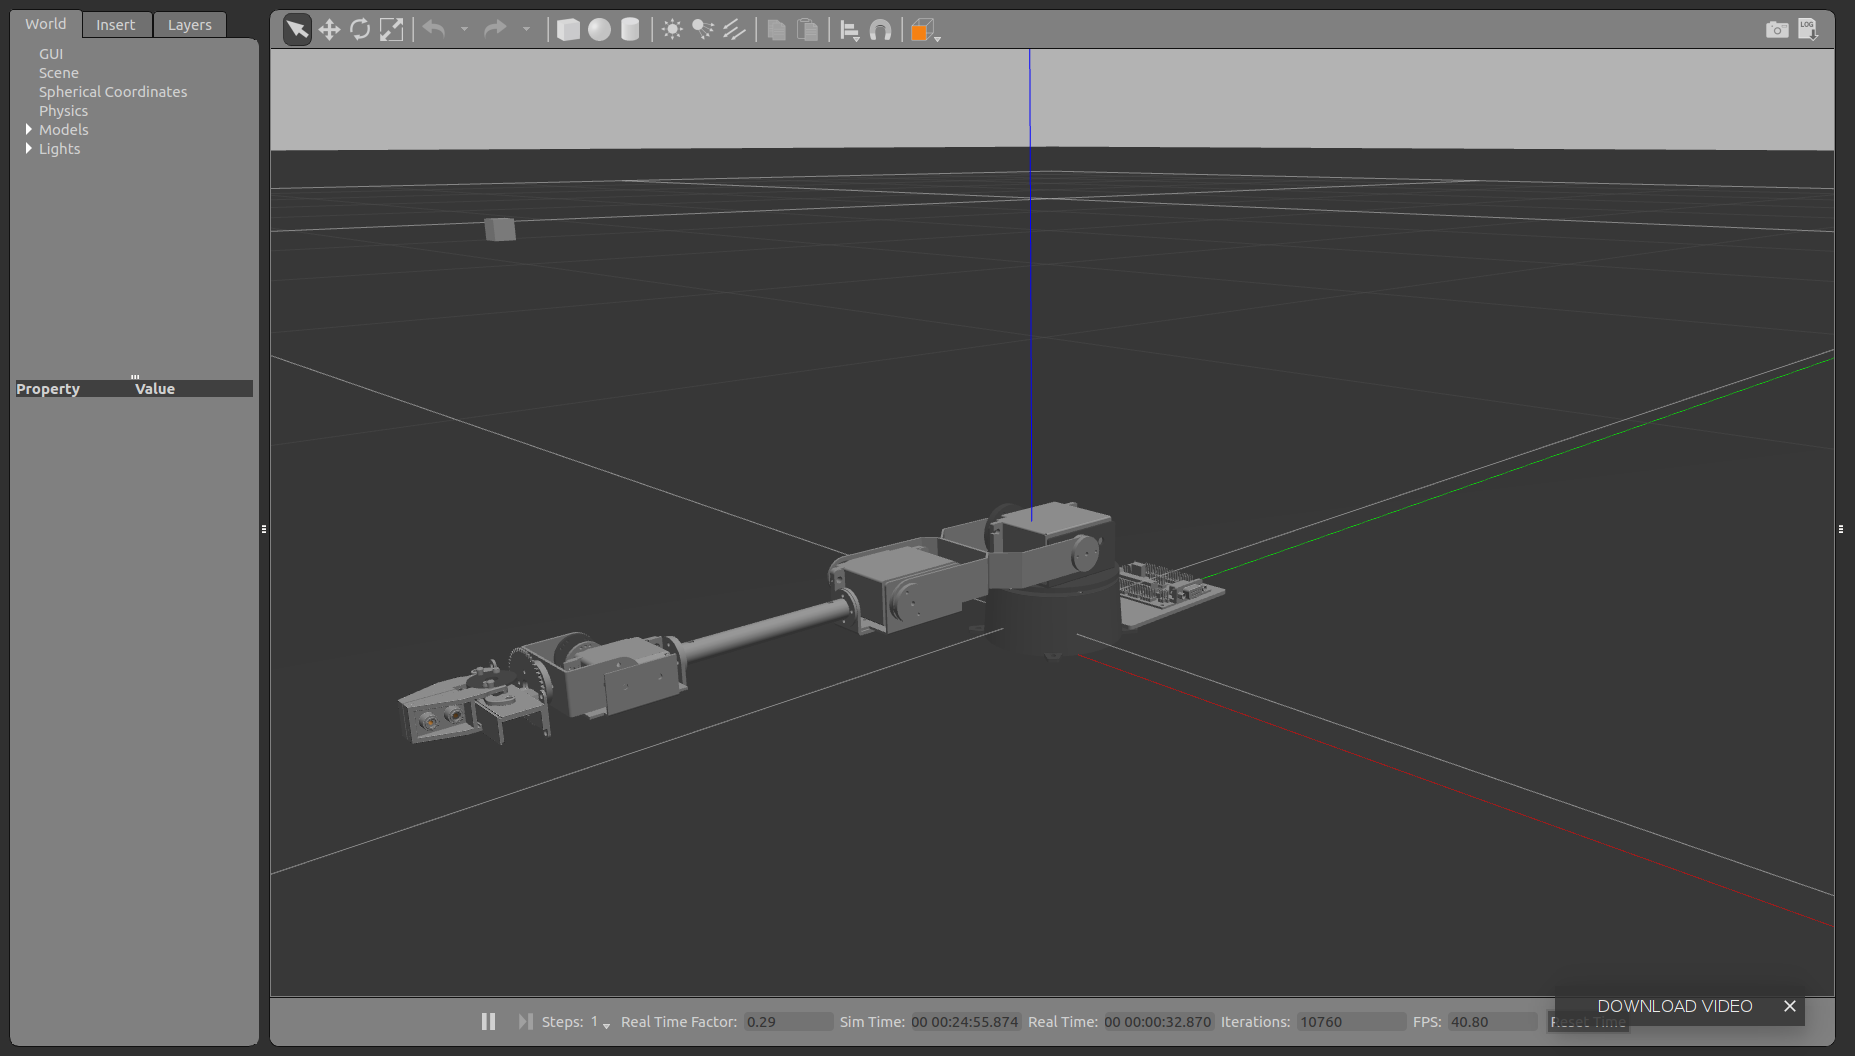 World Insert Layers
LOG
GUI
Scene
Spherical Coordinates
Physics
Models
Lights
Property Value
Steps: 1 Real Time Factor: 0.29 Sim Time: 00 00:24:55.874 Real Time: 00 00:00:32.870 Iterations: 10760 FPS: 40.80 Reset Time
DOWNLOAD VIDEO